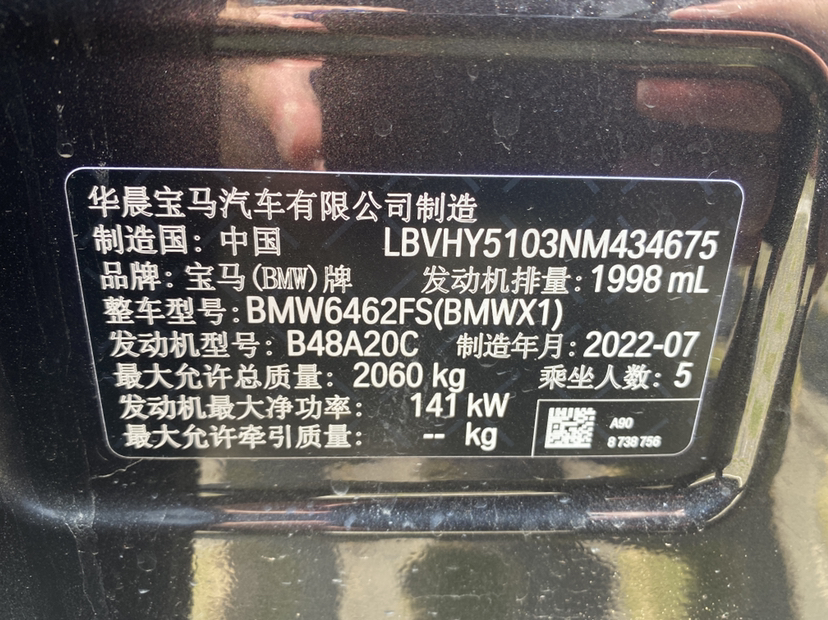 华晨宝马汽车有限公司制造
制造国：中国 LBVHY5103NM434675
品牌：宝马(BMW)牌 发动机排量：1998 mL
整车型号：BMW6462FS(BMWX1)
发动机型号：B48A20C 制造年月：2022-07
最大允许总质量：2060 kg 乘坐人数：5
发动机最大净功率： 141 kW
最大允许牵引质量： -- kg
A90
8 738 756